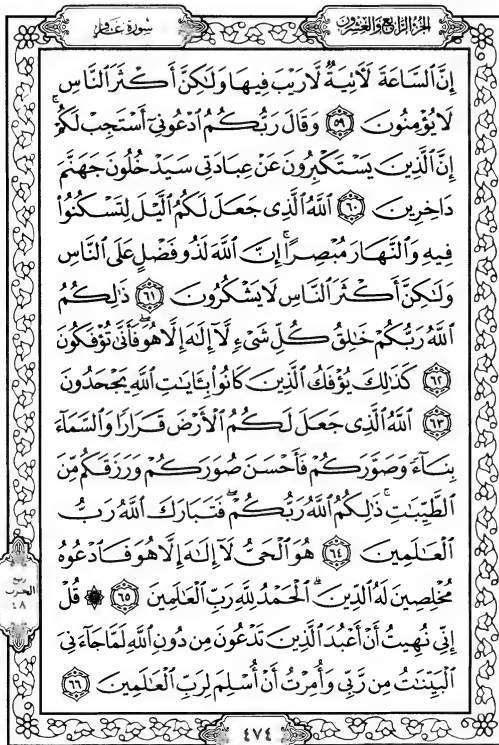 سورة غافر
الجزء الرابع والعشرون
إِنَّ ٱلسَّاعَةَ لَأٓتِيَةٌ لَّا رَيْبَ فِيهَا وَلَٰكِنَّ أَكْثَرَ ٱلنَّاسِ
لَا يُؤْمِنُونَ ٥٩ وَقَالَ رَبُّكُمُ ٱدْعُونِىٓ أَسْتَجِبْ لَكُمْ
إِنَّ ٱلَّذِينَ يَسْتَكْبِرُونَ عَنْ عِبَادَتِى سَيَدْخُلُونَ جَهَنَّمَ
دَاخِرِينَ ٦٠ ٱللَّهُ ٱلَّذِى جَعَلَ لَكُمُ ٱلَّيْلَ لِتَسْكُنُوا۟
فِيهِ وَٱلنَّهَارَ مُبْصِرًا ۚ إِنَّ ٱللَّهَ لَذُو فَضْلٍ عَلَى ٱلنَّاسِ
وَلَٰكِنَّ أَكْثَرَ ٱلنَّاسِ لَا يَشْكُرُونَ ٦١ ذَٰلِكُمُ
ٱللَّهُ رَبُّكُمْ خَٰلِقُ كُلِّ شَىْءٍ لَّآ إِلَٰهَ إِلَّا هُوَ ۖ فَأَنَّىٰ تُؤْفَكُونَ
٦٢ كَذَٰلِكَ يُؤْفَكُ ٱلَّذِينَ كَانُوا۟ بِـَٔايَٰتِ ٱللَّهِ يَجْحَدُونَ
٦٣ ٱللَّهُ ٱلَّذِى جَعَلَ لَكُمُ ٱلْأَرْضَ قَرَارًا وَٱلسَّمَآءَ
بِنَآءً وَصَوَّرَكُمْ فَأَحْسَنَ صُوَرَكُمْ وَرَزَقَكُم مِّنَ
ٱلطَّيِّبَٰتِ ۚ ذَٰلِكُمُ ٱللَّهُ رَبُّكُمْ ۖ فَتَبَارَكَ ٱللَّهُ رَبُّ
ٱلْعَٰلَمِينَ ٦٤ هُوَ ٱلْحَىُّ لَآ إِلَٰهَ إِلَّا هُوَ فَٱدْعُوهُ
مُخْلِصِينَ لَهُ ٱلدِّينَ ۗ ٱلْحَمْدُ لِلَّهِ رَبِّ ٱلْعَٰلَمِينَ ٦٥ ۞ قُلْ
إِنِّى نُهِيتُ أَنْ أَعْبُدَ ٱلَّذِينَ تَدْعُونَ مِن دُونِ ٱللَّهِ لَمَّا جَآءَنِىَ
ٱلْبَيِّنَٰتُ مِن رَّبِّى وَأُمِرْتُ أَنْ أُسْلِمَ لِرَبِّ ٱلْعَٰلَمِينَ ٦٦
ربع
الحزب
٤٨
٤٧٤